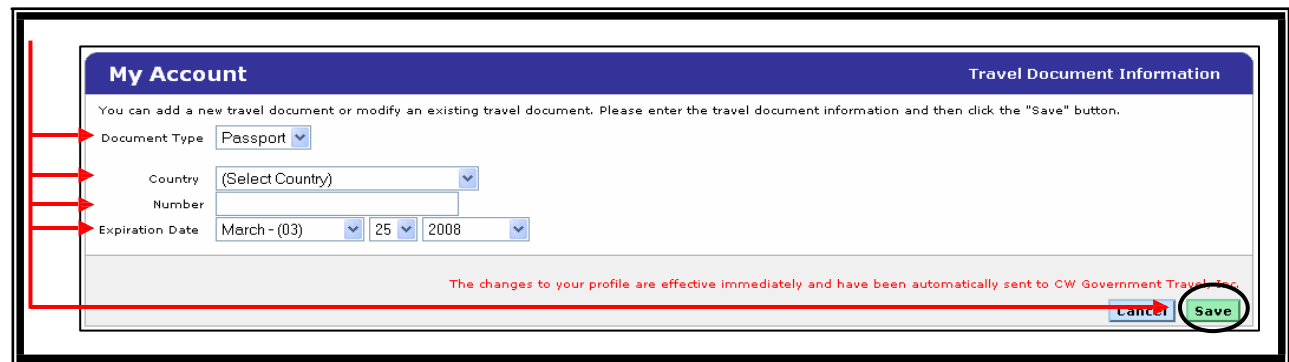 My Account Travel Document Information
You can add a new travel document or modify an existing travel document. Please enter the travel document information and then click the "Save" button.
Document Type Passport
Country (Select Country)
Number
Expiration Date March - (03) 25 2008
The changes to your profile are effective immediately and have been automatically sent to CW Government Travel, Inc.
Cancel Save